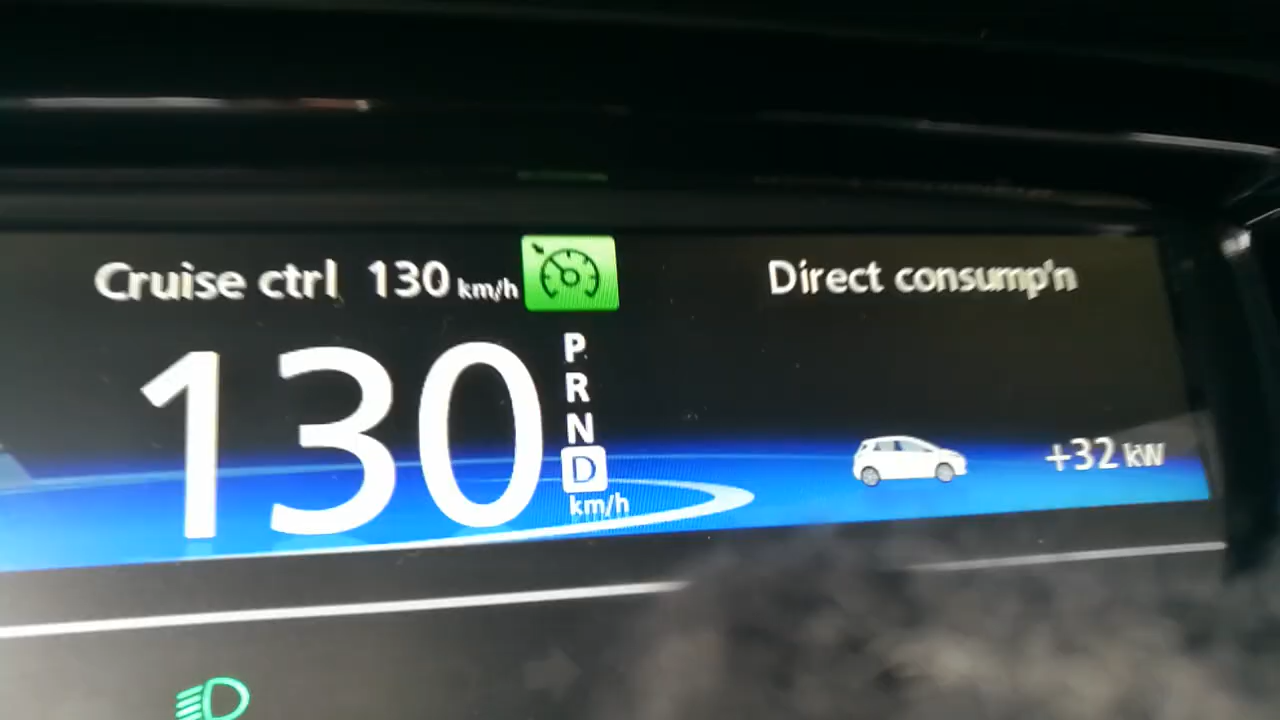 Cruise ctrl 130 km/h
Direct consump'n
130
P
R
N
D
km/h
+32 kW